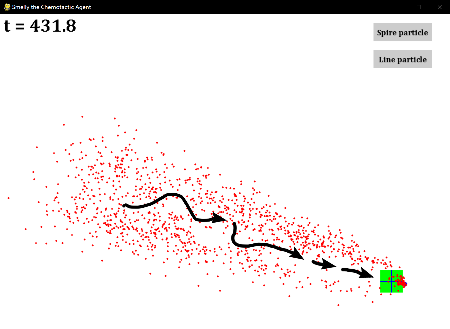 Smelly the Chemotactic Agent
t = 431.8
Spire particle
Line particle